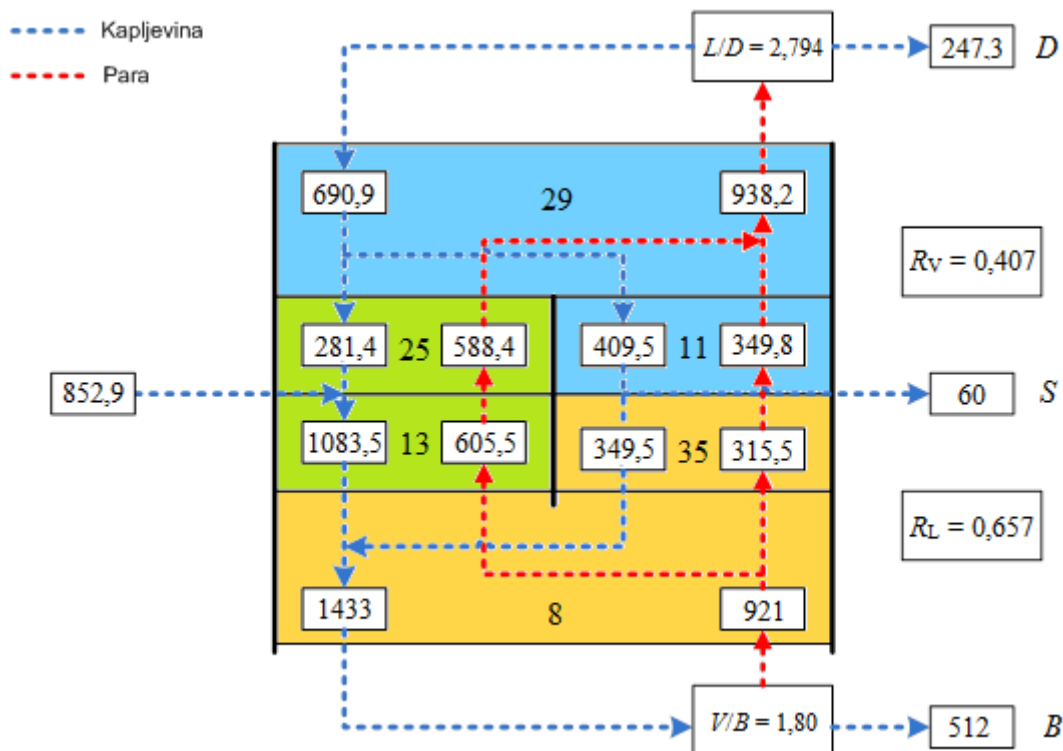 Kapljevina
Para
L/D = 2,794
247,3 D
690,9 29 938,2
R_V = 0,407
281,4 25 588,4 409,5 11 349,8
852,9
60 S
1083,5 13 605,5 349,5 35 315,5
R_L = 0,657
1433 8 921
V/B = 1,80
512 B